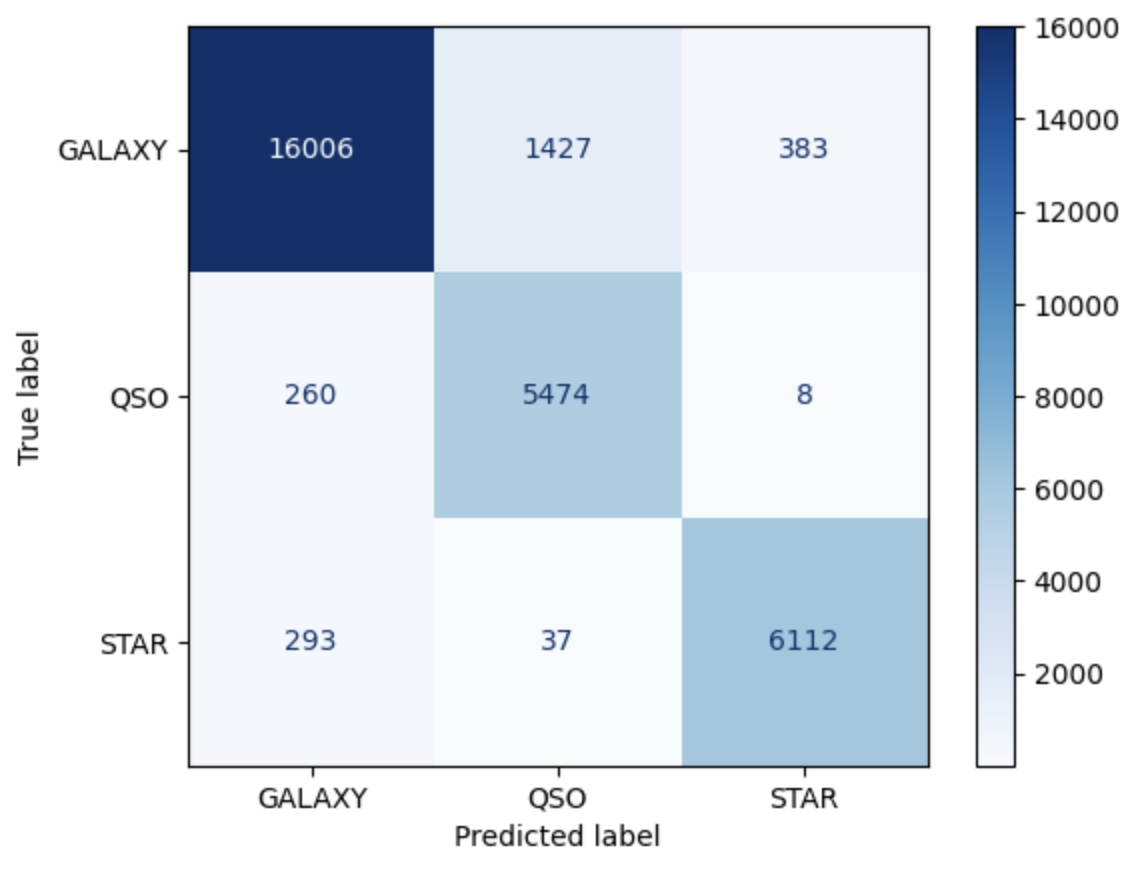 GALAXY 16006 1427 383
QSO 260 5474 8
STAR 293 37 6112
GALAXY QSO STAR
Predicted label
True label
16000
14000
12000
10000
8000
6000
4000
2000